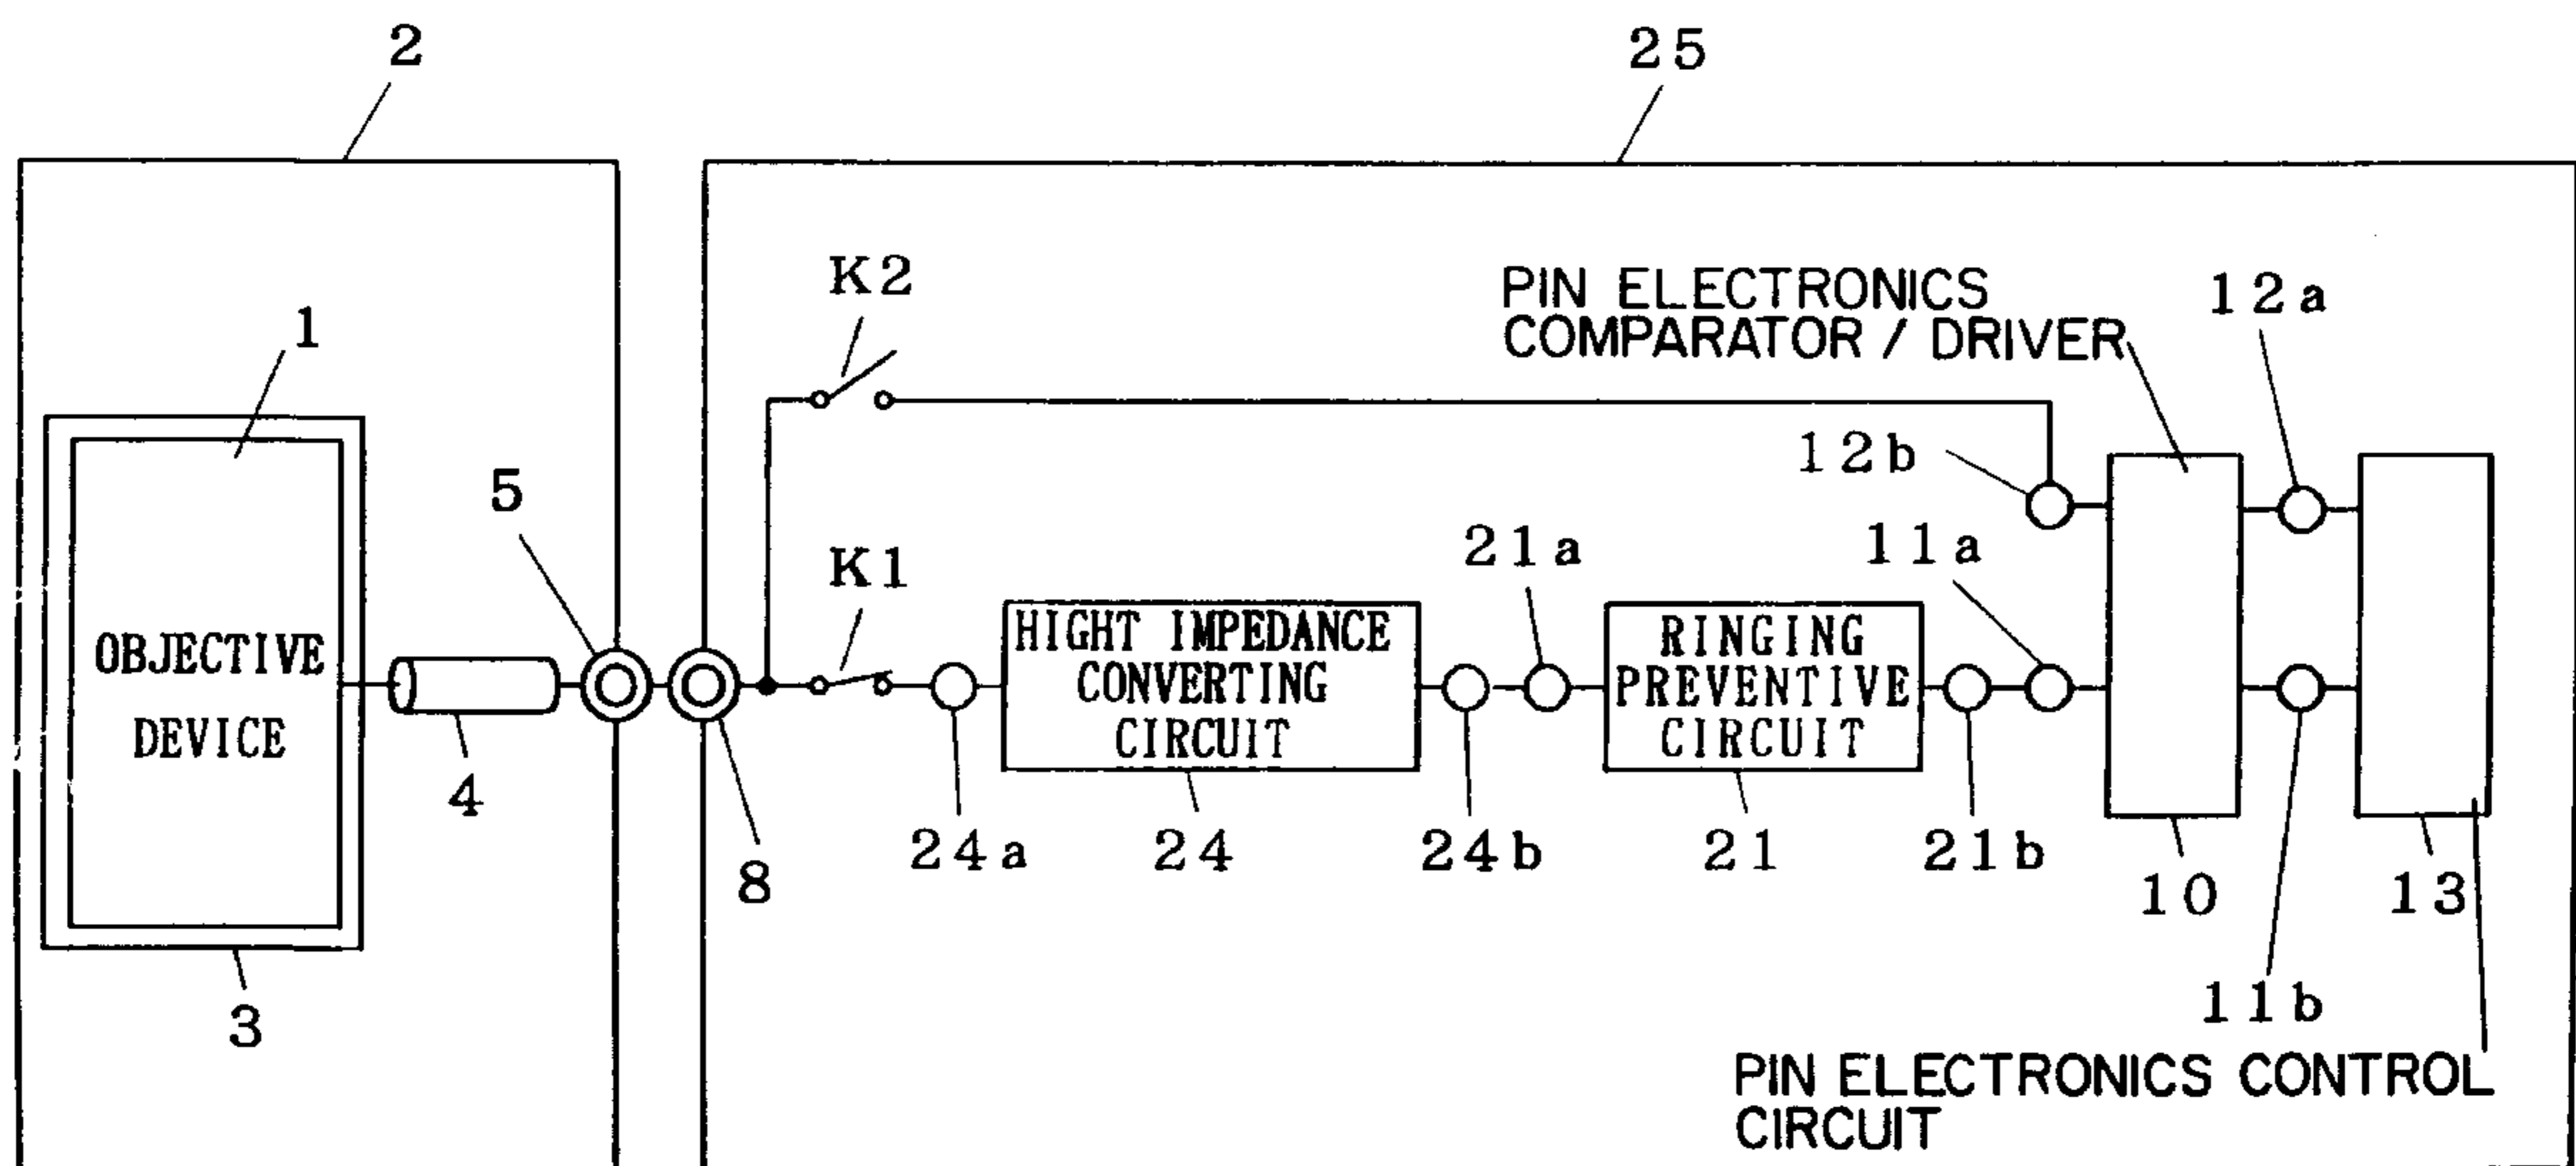 2
25
K2
PIN ELECTRONICS
COMPARATOR / DRIVER
12a
1
12b
5
K1
21a
11a
OBJECTIVE
DEVICE
HIGHT IMPEDANCE
CONVERTING
CIRCUIT
RINGING
PREVENTIVE
CIRCUIT
4
8
24a
24
24b
21
21b
10
13
3
11b
PIN ELECTRONICS CONTROL
CIRCUIT